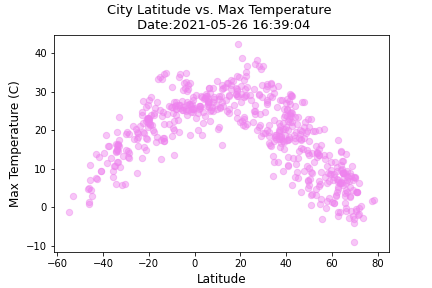 City Latitude vs. Max Temperature
Date:2021-05-26 16:39:04
Max Temperature (C)
40
30
20
10
0
−10
−60 −40 −20 0 20 40 60 80
Latitude